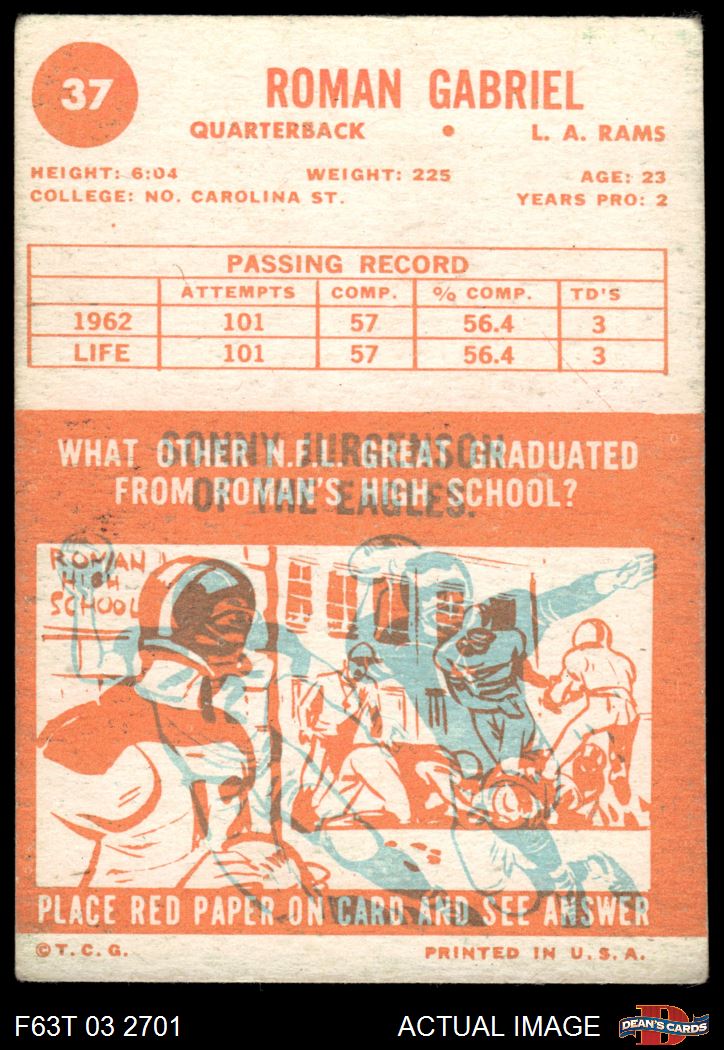 37
ROMAN GABRIEL
QUARTERBACK • L. A. RAMS
HEIGHT: 6:04 WEIGHT: 225 AGE: 23
COLLEGE: NO. CAROLINA ST. YEARS PRO: 2
PASSING RECORD
ATTEMPTS COMP. % COMP. TD'S
1962 101 57 56.4 3
LIFE 101 57 56.4 3
WHAT OTHER N.F.L. GREAT GRADUATED
FROM ROMAN'S HIGH SCHOOL?
SONNY JURGENSON
OF THE EAGLES.
ROMAN
HIGH
SCHOOL
PLACE RED PAPER ON CARD AND SEE ANSWER
©T.C.G. PRINTED IN U.S.A.
F63T 03 2701 ACTUAL IMAGE
D
DEAN'S CARDS